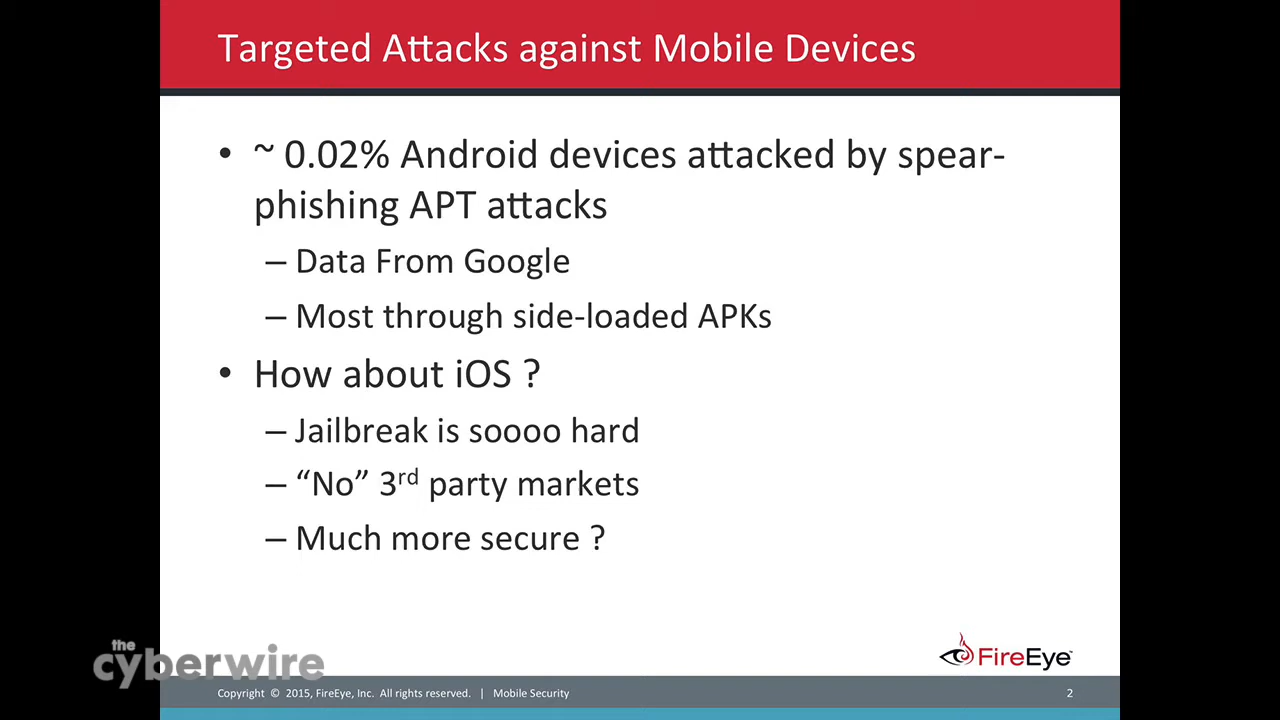 Targeted Attacks against Mobile Devices
• ~ 0.02% Android devices attacked by spear-
phishing APT attacks
– Data From Google
– Most through side-loaded APKs
• How about iOS ?
– Jailbreak is soooo hard
– “No” 3rd party markets
– Much more secure ?
the
cyberwire
FireEye™
Copyright © 2015, FireEye, Inc. All rights reserved. | Mobile Security
2